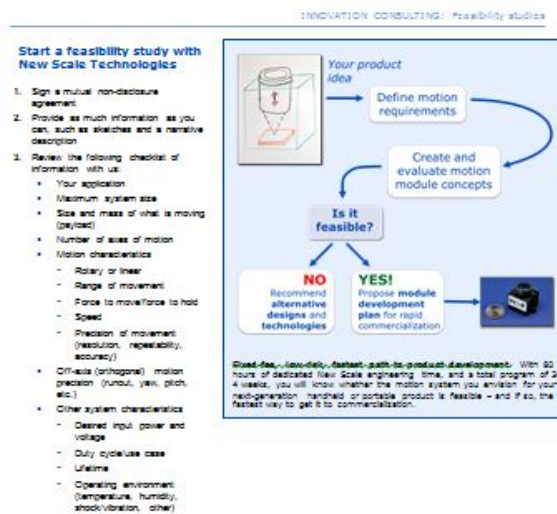 INNOVATION CONSULTING: Feasibility studies
Start a feasibility study with
New Scale Technologies
1. Sign a mutual non-disclosure
agreement
2. Provide as much information as you
can, such as sketches and a narrative
description
3. Review the following checklist of
information with us:
• Your application
• Maximum system size
• Size and mass of what is moving
(payload)
• Number of axes of motion
• Motion characteristics
- Rotary or linear
- Range of movement
- Force to move/force to hold
- Speed
- Precision of movement
(resolution, repeatability,
accuracy)
• Off-axis (orthogonal) motion
precision (runout, yaw, pitch,
etc.)
• Other system characteristics
- Desired input power and
voltage
- Duty cycle/use case
- Lifetime
- Operating environment
(temperature, humidity,
shock/vibration, other)
Your product
idea
Define motion
requirements
Create and
evaluate motion
module concepts
Is it
feasible?
NO
Recommend
alternative
designs and
technologies
YES!
Propose module
development
plan for rapid
commercialization
Fixed-fee, low-risk, fastest path to product development. With 80
hours of dedicated New Scale engineering time, and a total program of
4 weeks, you will know whether the motion system you envision for your
next-generation handheld or portable product is feasible – and if so, the
fastest way to get it to commercialization.